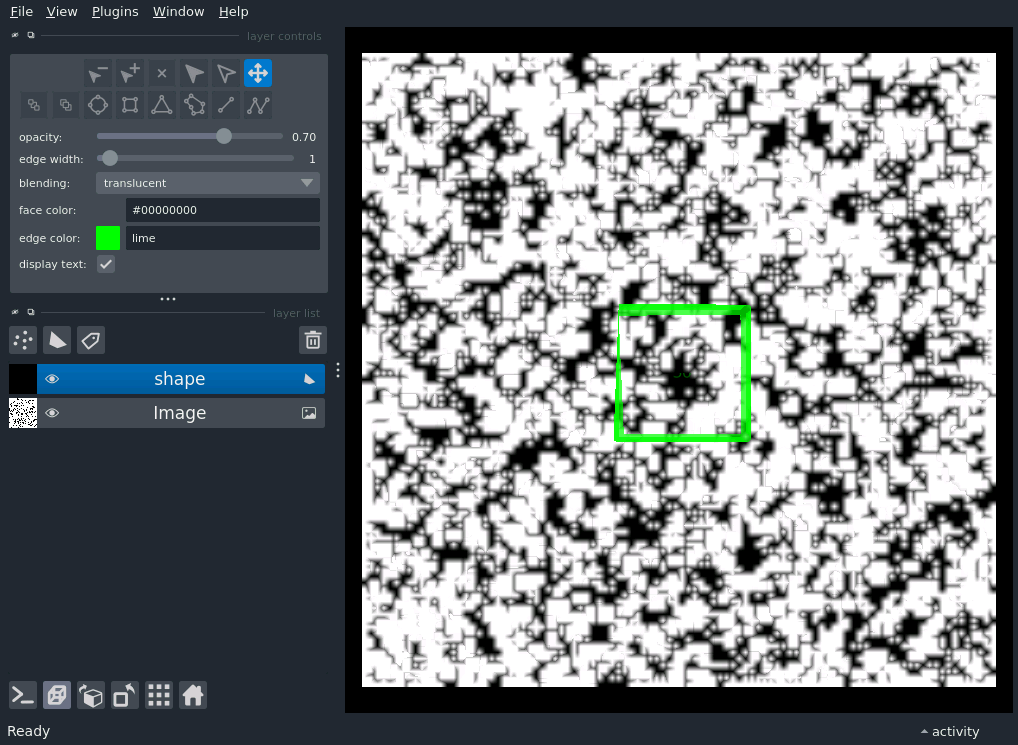 File View Plugins Window Help
layer controls
opacity: 0.70
edge width: 1
blending: translucent
face color: #00000000
edge color: lime
display text:
layer list
shape
Image
Ready
activity